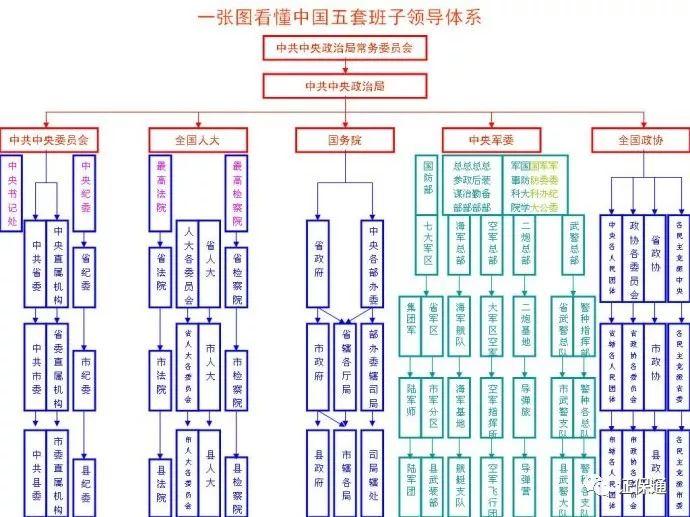 一张图看懂中国五套班子领导体系
中共中央政治局常务委员会
中共中央政治局
中共中央委员会
全国人大
国务院
中央军委
全国政协
中央书记处
中央纪委
最高法院
最高检察院
国防部
总参谋部
总政治部
总后勤部
总装备部
军事科院
国防大学
国防科大
军委办公
军委纪委
中共省委
中央直属机构
省纪委
省法院
人大各委员会
省人大
省检察院
省政府
中央各部办委
七大军区
海军总部
空军总部
二炮总部
武警总部
中央各人民团体
政协各委员会
省政协
各民主党派中央
中共市委
省委直属机构
市纪委
市法院
省人大各委员会
市人大
市检察院
市政府
省辖各厅局
部办委辖司局
集团军
省军区
海军舰队
大军区空军
二炮基地
省武警总队
警种指挥部
省辖各人民团体
省政协各委员会
市政协
各民主党派省委
陆军师
市军分区
海军基地
空军指挥所
导弹旅
市武警支队
警种各总队
中共县委
市委直属机构
县纪委
县法院
市人大各委员会
县人大
县检察院
县政府
市辖各局
司局辖处
陆军团
县武装部
舰艇支队
空军飞行团
导弹营
县武警大队
警种各支队
市辖各人民团体
市政协各委员会
县政
各民主党派市委
证保通